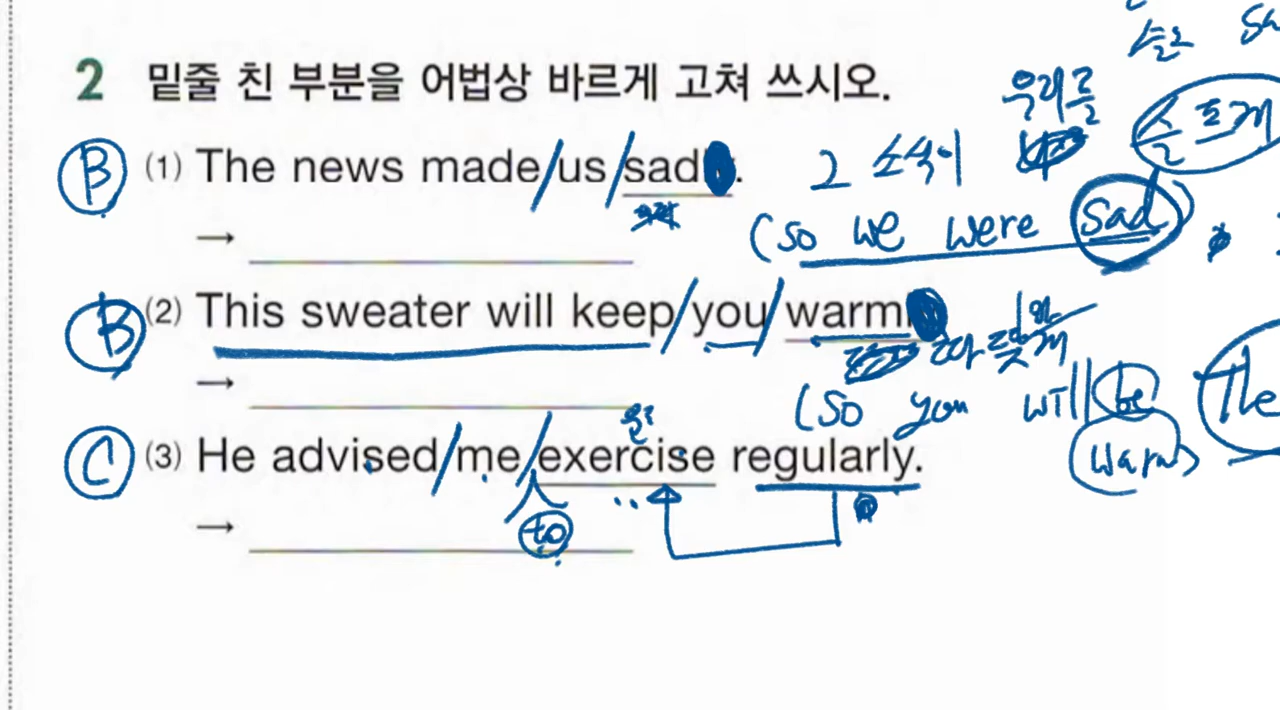 2 밑줄 친 부분을 어법상 바르게 고쳐 쓰시오.
우리를
슬프게
B (1) The news made/us/sad.
그 소식이
(so we were sad)
→
B (2) This sweater will keep/you/warm
따뜻하게
→
(so you will be
warm)
The
C (3) He advised/me/exercise regularly.
to
→